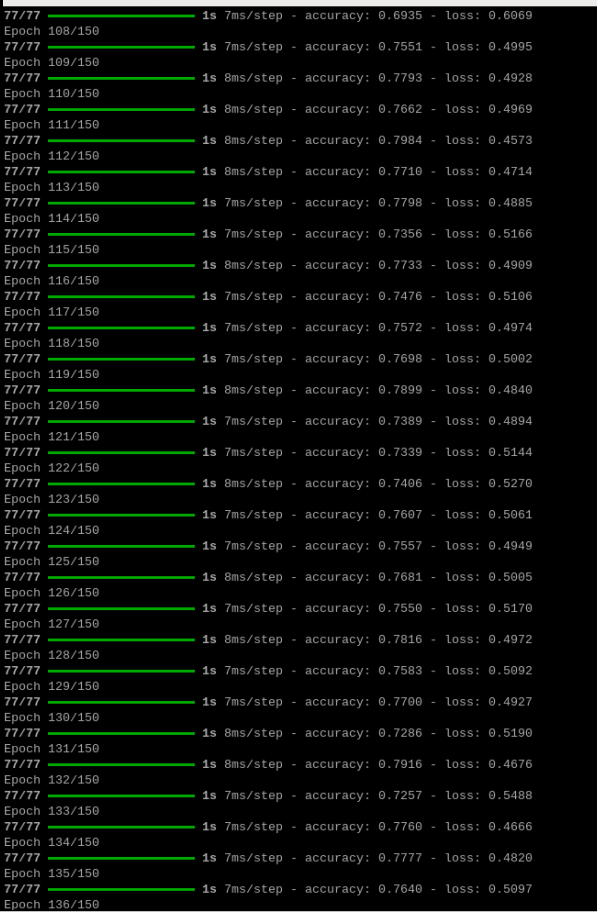 77/77 1s 7ms/step - accuracy: 0.6935 - loss: 0.6069
Epoch 108/150
77/77 1s 7ms/step - accuracy: 0.7551 - loss: 0.4995
Epoch 109/150
77/77 1s 8ms/step - accuracy: 0.7793 - loss: 0.4928
Epoch 110/150
77/77 1s 8ms/step - accuracy: 0.7662 - loss: 0.4969
Epoch 111/150
77/77 1s 8ms/step - accuracy: 0.7984 - loss: 0.4573
Epoch 112/150
77/77 1s 8ms/step - accuracy: 0.7710 - loss: 0.4714
Epoch 113/150
77/77 1s 7ms/step - accuracy: 0.7798 - loss: 0.4885
Epoch 114/150
77/77 1s 7ms/step - accuracy: 0.7356 - loss: 0.5166
Epoch 115/150
77/77 1s 8ms/step - accuracy: 0.7733 - loss: 0.4909
Epoch 116/150
77/77 1s 7ms/step - accuracy: 0.7476 - loss: 0.5106
Epoch 117/150
77/77 1s 7ms/step - accuracy: 0.7572 - loss: 0.4974
Epoch 118/150
77/77 1s 7ms/step - accuracy: 0.7698 - loss: 0.5002
Epoch 119/150
77/77 1s 8ms/step - accuracy: 0.7899 - loss: 0.4840
Epoch 120/150
77/77 1s 7ms/step - accuracy: 0.7389 - loss: 0.4894
Epoch 121/150
77/77 1s 7ms/step - accuracy: 0.7339 - loss: 0.5144
Epoch 122/150
77/77 1s 8ms/step - accuracy: 0.7406 - loss: 0.5270
Epoch 123/150
77/77 1s 7ms/step - accuracy: 0.7607 - loss: 0.5061
Epoch 124/150
77/77 1s 7ms/step - accuracy: 0.7557 - loss: 0.4949
Epoch 125/150
77/77 1s 8ms/step - accuracy: 0.7681 - loss: 0.5005
Epoch 126/150
77/77 1s 7ms/step - accuracy: 0.7550 - loss: 0.5170
Epoch 127/150
77/77 1s 8ms/step - accuracy: 0.7816 - loss: 0.4972
Epoch 128/150
77/77 1s 7ms/step - accuracy: 0.7583 - loss: 0.5092
Epoch 129/150
77/77 1s 7ms/step - accuracy: 0.7700 - loss: 0.4927
Epoch 130/150
77/77 1s 8ms/step - accuracy: 0.7286 - loss: 0.5190
Epoch 131/150
77/77 1s 8ms/step - accuracy: 0.7916 - loss: 0.4676
Epoch 132/150
77/77 1s 7ms/step - accuracy: 0.7257 - loss: 0.5488
Epoch 133/150
77/77 1s 7ms/step - accuracy: 0.7760 - loss: 0.4666
Epoch 134/150
77/77 1s 7ms/step - accuracy: 0.7777 - loss: 0.4820
Epoch 135/150
77/77 1s 7ms/step - accuracy: 0.7640 - loss: 0.5097
Epoch 136/150